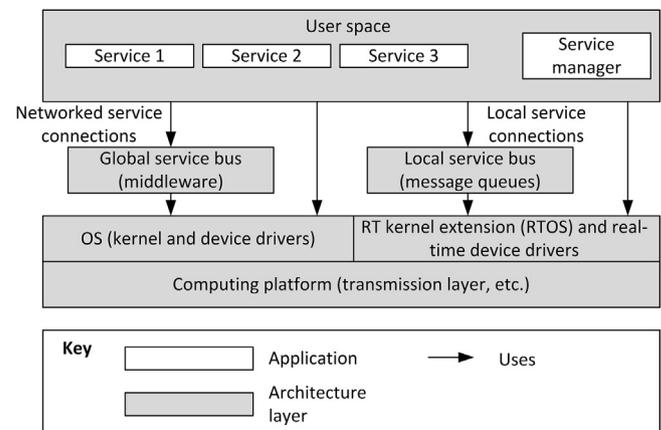 User space
Service 1
Service 2
Service 3
Service
manager
Networked service
connections
Local service
connections
Global service bus
(middleware)
Local service bus
(message queues)
OS (kernel and device drivers)
RT kernel extension (RTOS) and real-
time device drivers
Computing platform (transmission layer, etc.)
Key
Application
Uses
Architecture
layer